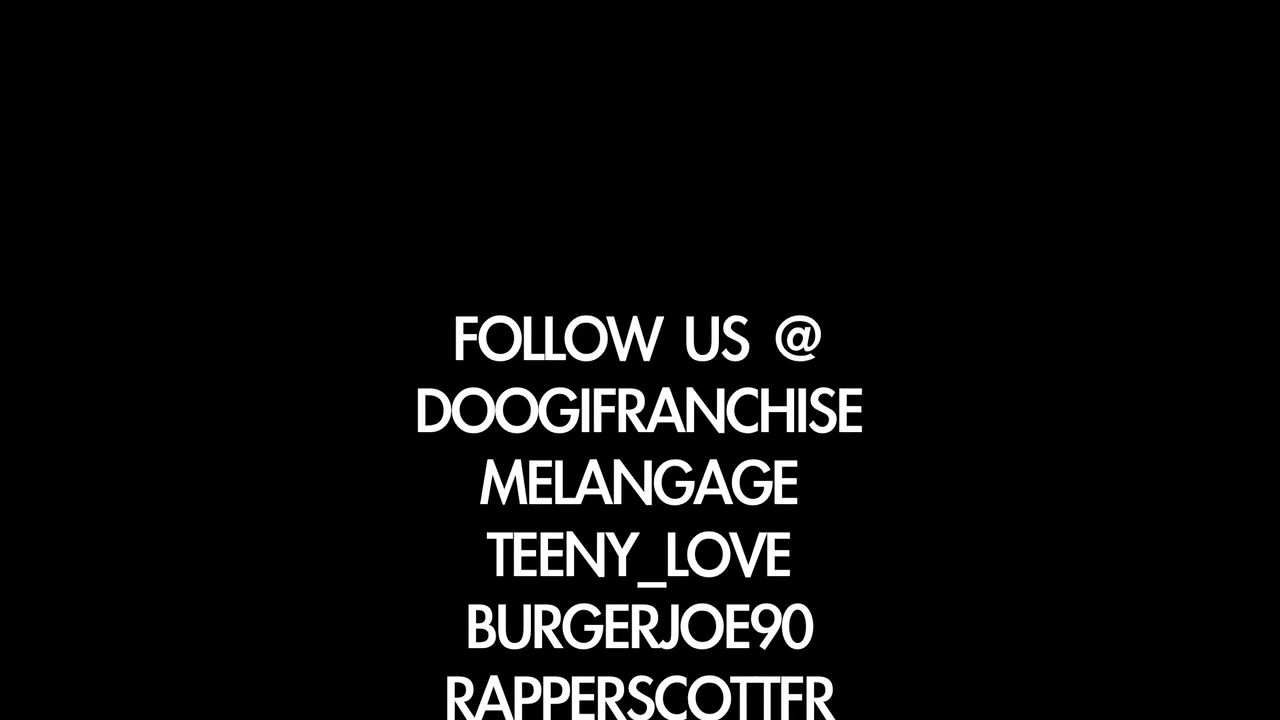 FOLLOW US @
DOOGIFRANCHISE
MELANGAGE
TEENY_LOVE
BURGERJOE90
RAPPERSCOTTFR